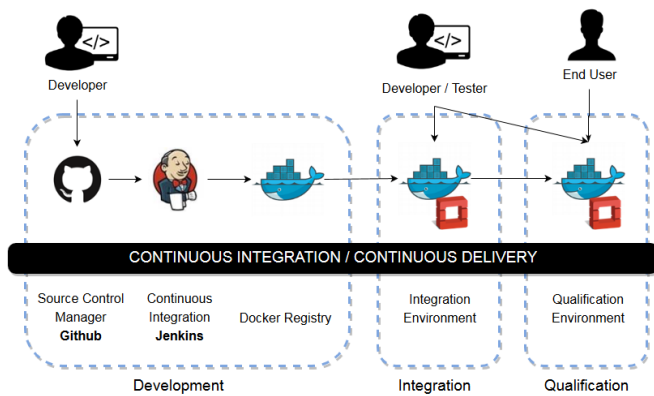 </>
</>
Developer
Developer / Tester
End User
CONTINUOUS INTEGRATION / CONTINUOUS DELIVERY
Source Control
Manager
Github
Continuous
Integration
Jenkins
Docker Registry
Integration
Environment
Qualification
Environment
Development
Integration
Qualification